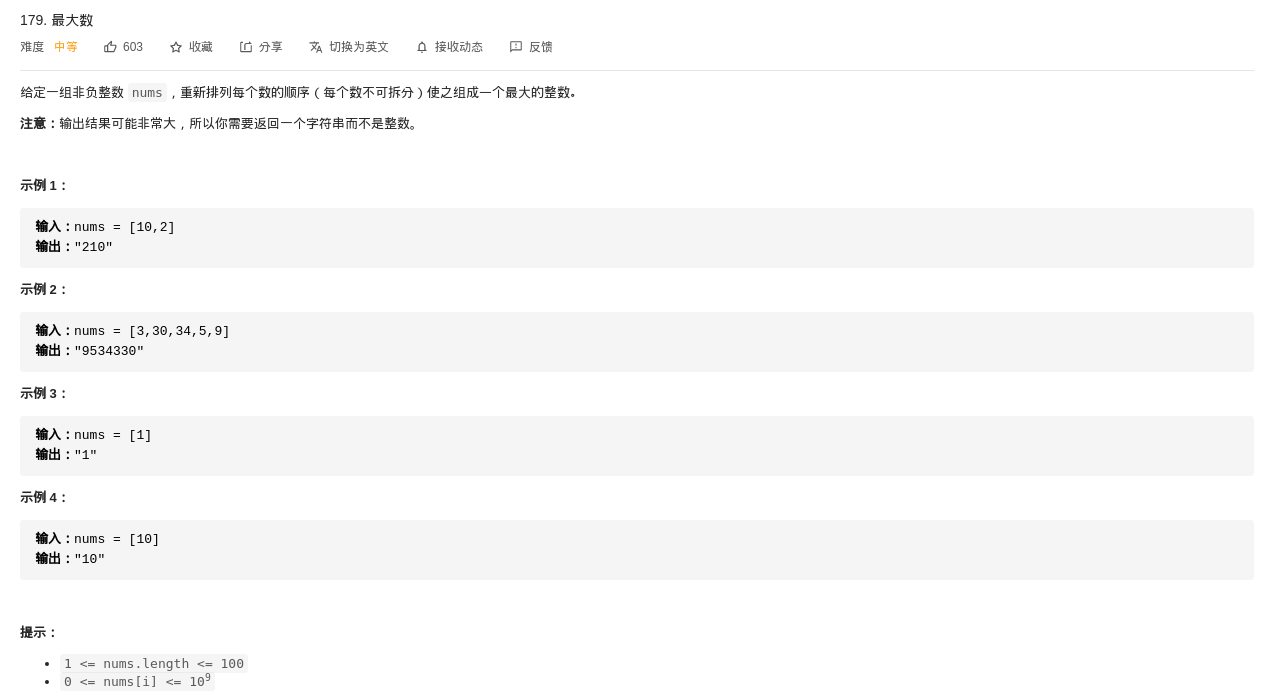 179. 最大数
难度 中等 603 收藏 分享 切换为英文 接收动态 反馈
给定一组非负整数 nums，重新排列每个数的顺序（每个数不可拆分）使之组成一个最大的整数。
注意：输出结果可能非常大，所以你需要返回一个字符串而不是整数。
示例 1：
输入：nums = [10,2]
输出："210"
示例 2：
输入：nums = [3,30,34,5,9]
输出："9534330"
示例 3：
输入：nums = [1]
输出："1"
示例 4：
输入：nums = [10]
输出："10"
提示：
• 1 <= nums.length <= 100
• 0 <= nums[i] <= 10⁹